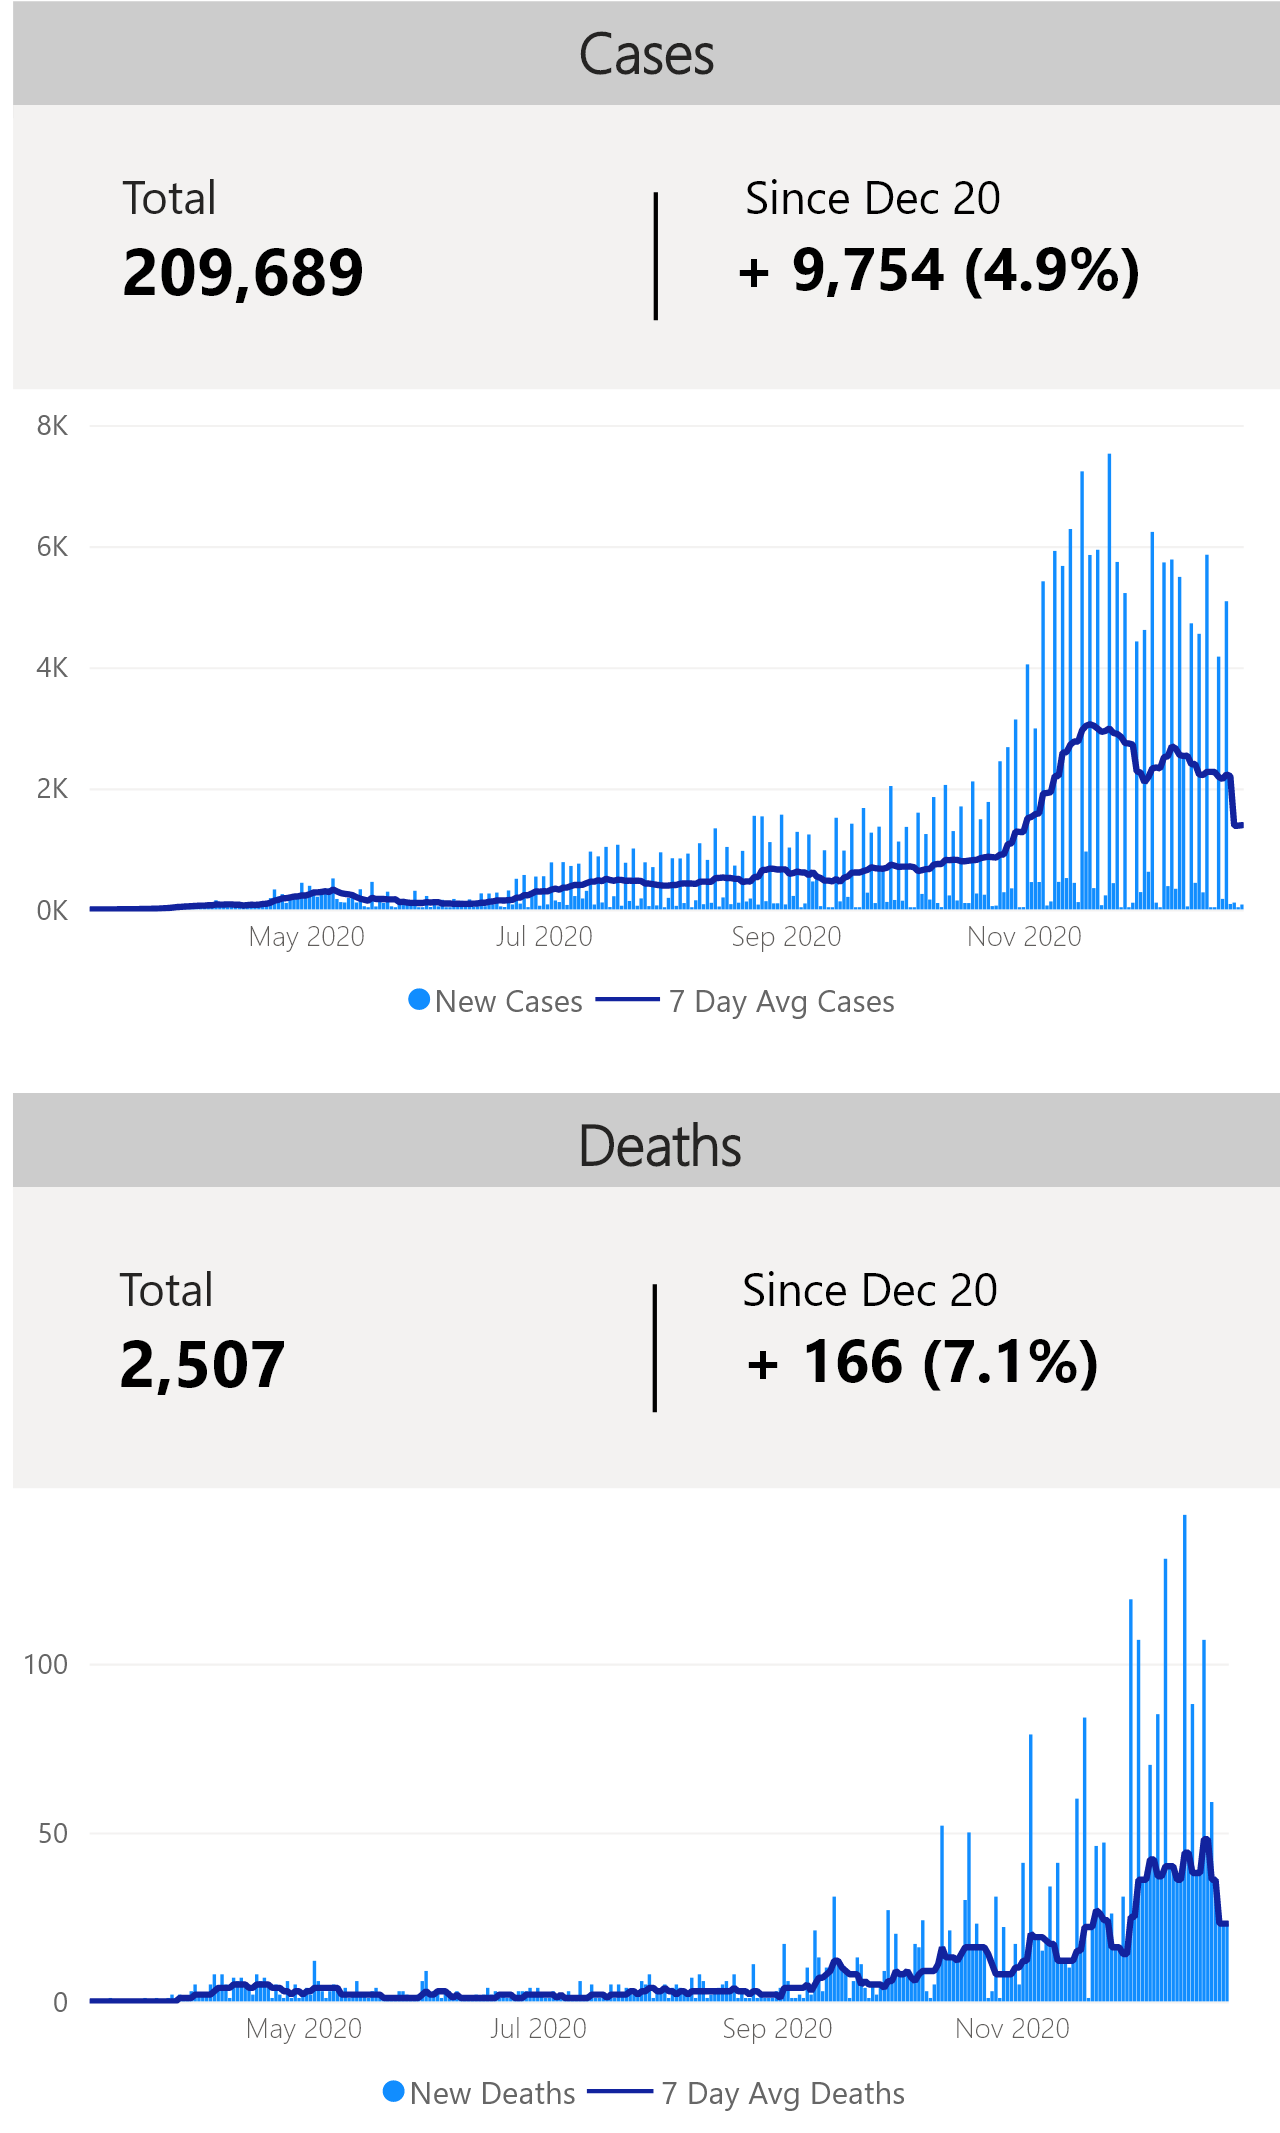 Cases
Total
Since Dec 20
209,689
+ 9,754 (4.9%)
8K
6K
4K
2K
0K
May 2020
Jul 2020
Sep 2020
Nov 2020
New Cases
7 Day Avg Cases
Deaths
Total
Since Dec 20
2,507
+ 166 (7.1%)
100
50
0
May 2020
Jul 2020
Sep 2020
Nov 2020
New Deaths
7 Day Avg Deaths